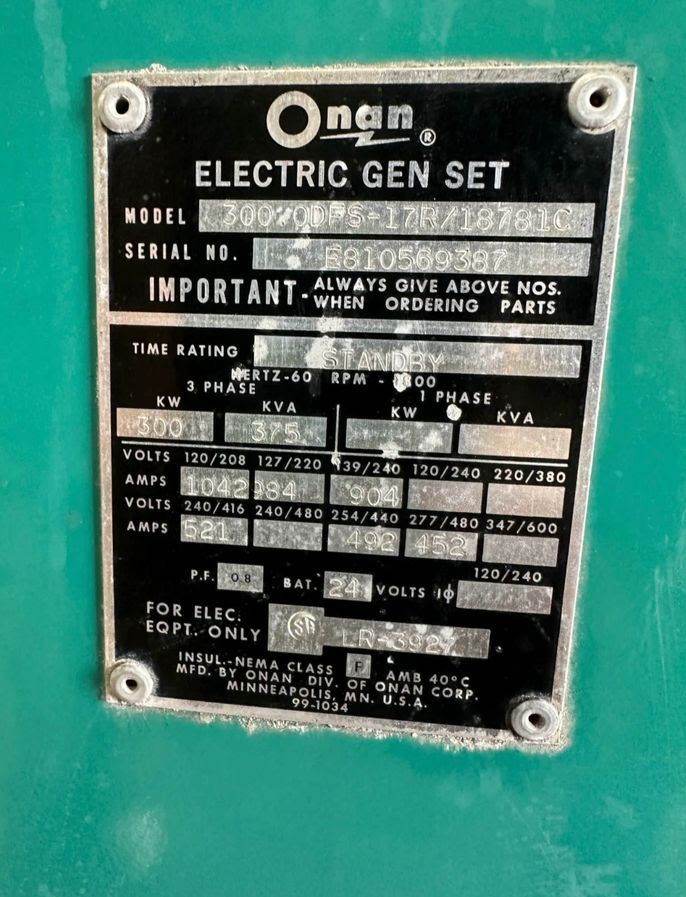 Onan ®
ELECTRIC GEN SET
MODEL 300.0DFS-17R/18781C
SERIAL NO. E810569387
IMPORTANT- ALWAYS GIVE ABOVE NOS.
WHEN ORDERING PARTS
TIME RATING STANDBY
HERTZ-60 RPM - 1800
3 PHASE 1 PHASE
KW KVA KW KVA
300 375
VOLTS 120/208 127/220 139/240 120/240 220/380
AMPS 1042 984 904
VOLTS 240/416 240/480 254/440 277/480 347/600
AMPS 521 492 452
120/240
P.F. 0.8 BAT. 24 VOLTS 1ϕ
FOR ELEC.
EQPT. ONLY SA LR-3927
INSUL.-NEMA CLASS F AMB 40°C
MFD. BY ONAN DIV. OF ONAN CORP.
MINNEAPOLIS, MN. U.S.A.
99-1034